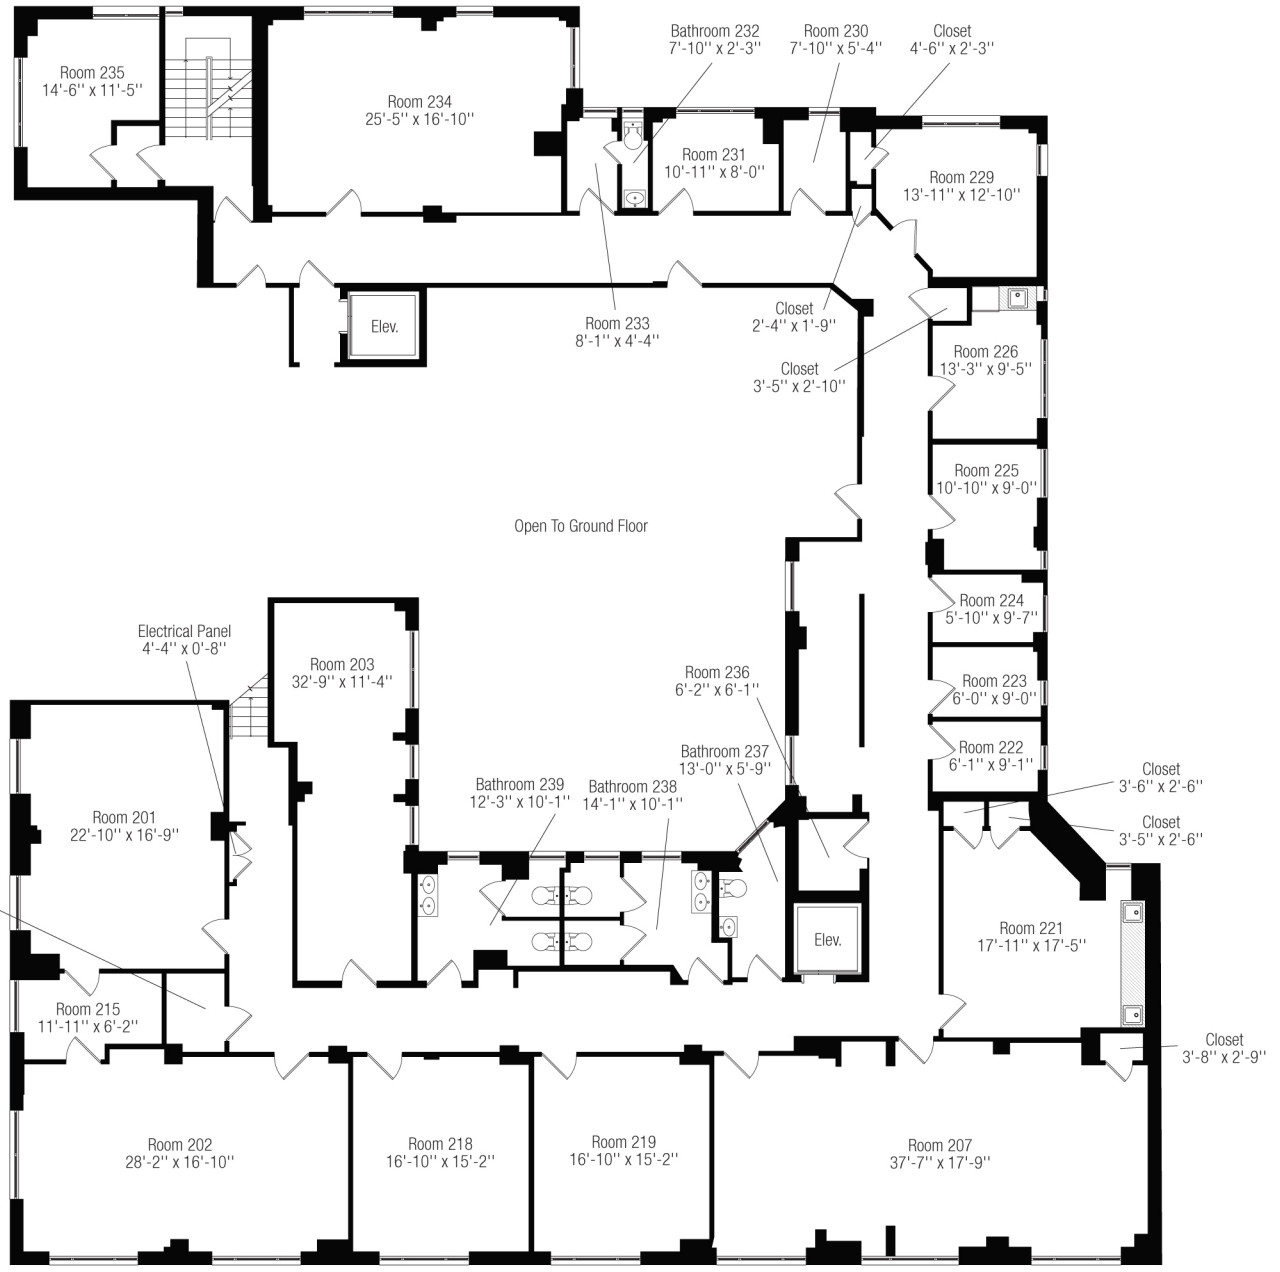 Bathroom 232
7'-10'' x 2'-3''
Room 230
7'-10'' x 5'-4''
Closet
4'-6'' x 2'-3''
Room 235
14'-6'' x 11'-5''
Room 234
25'-5'' x 16'-10''
Room 231
10'-11'' x 8'-0''
Room 229
13'-11'' x 12'-10''
Elev.
Room 233
8'-1'' x 4'-4''
Closet
2'-4'' x 1'-9''
Closet
3'-5'' x 2'-10''
Room 226
13'-3'' x 9'-5''
Room 225
10'-10'' x 9'-0''
Open To Ground Floor
Room 224
5'-10'' x 9'-7''
Electrical Panel
4'-4'' x 0'-8''
Room 203
32'-9'' x 11'-4''
Room 236
6'-2'' x 6'-1''
Room 223
6'-0'' x 9'-0''
Bathroom 237
13'-0'' x 5'-9''
Room 222
6'-1'' x 9'-1''
Closet
3'-6'' x 2'-6''
Bathroom 239
12'-3'' x 10'-1''
Bathroom 238
14'-1'' x 10'-1''
Room 201
22'-10'' x 16'-9''
Closet
3'-5'' x 2'-6''
Room 221
17'-11'' x 17'-5''
Elev.
Room 215
11'-11'' x 6'-2''
Closet
3'-8'' x 2'-9''
Room 202
28'-2'' x 16'-10''
Room 218
16'-10'' x 15'-2''
Room 219
16'-10'' x 15'-2''
Room 207
37'-7'' x 17'-9''